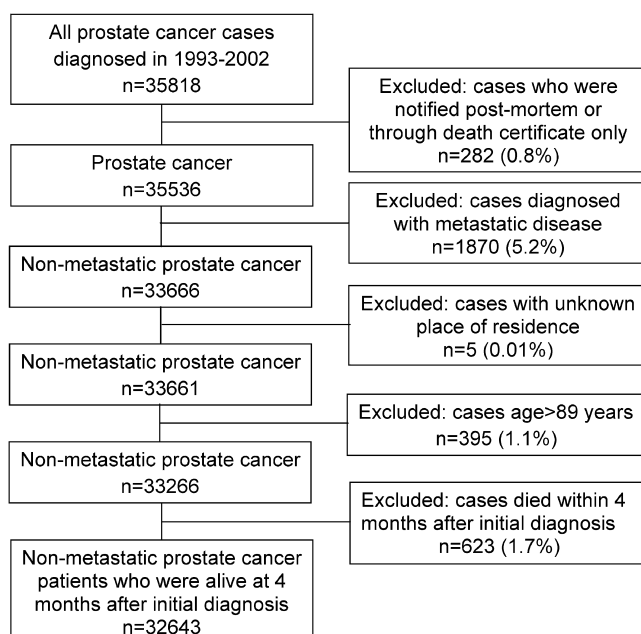 All prostate cancer cases
diagnosed in 1993-2002
n=35818
Excluded: cases who were
notified post-mortem or
through death certificate only
n=282 (0.8%)
Prostate cancer
n=35536
Excluded: cases diagnosed
with metastatic disease
n=1870 (5.2%)
Non-metastatic prostate cancer
n=33666
Excluded: cases with unknown
place of residence
n=5 (0.01%)
Non-metastatic prostate cancer
n=33661
Excluded: cases age>89 years
n=395 (1.1%)
Non-metastatic prostate cancer
n=33266
Excluded: cases died within 4
months after initial diagnosis
n=623 (1.7%)
Non-metastatic prostate cancer
patients who were alive at 4
months after initial diagnosis
n=32643